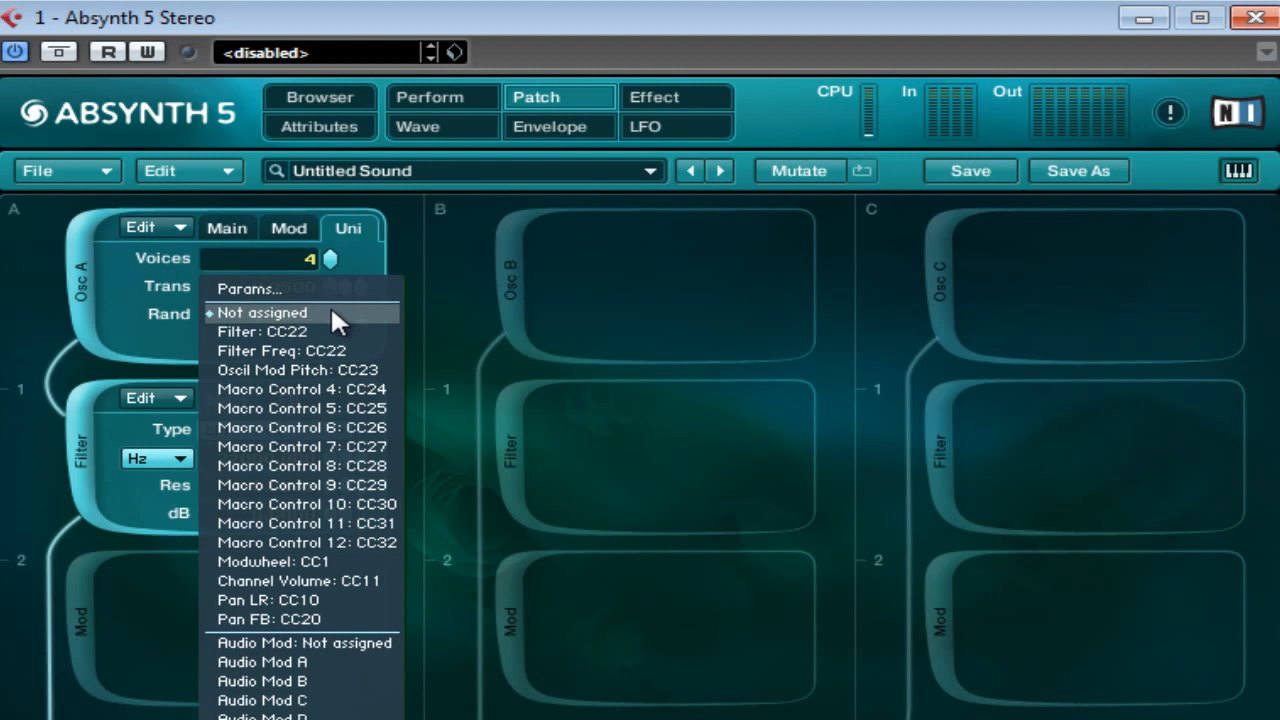 1 - Absynth 5 Stereo
R W <disabled>
ABSYNTH 5
Browser Perform Patch Effect
Attributes Wave Envelope LFO
CPU In Out ! NI
File Edit Untitled Sound Mutate Save Save As
A B C
Edit Main Mod Uni
Voices 4
Trans
Rand
Osc A
Osc B
Osc C
Params...
Not assigned
Filter: CC22
Filter Freq: CC22
Oscil Mod Pitch: CC23
Macro Control 4: CC24
Macro Control 5: CC25
Macro Control 6: CC26
Macro Control 7: CC27
Macro Control 8: CC28
Macro Control 9: CC29
Macro Control 10: CC30
Macro Control 11: CC31
Macro Control 12: CC32
Modwheel: CC1
Channel Volume: CC11
Pan LR: CC10
Pan FB: CC20
Audio Mod: Not assigned
Audio Mod A
Audio Mod B
Audio Mod C
1 1 1
Edit
Type
Hz
Res
dB
Filter
Filter
Filter
2 2 2
Mod
Mod
Mod